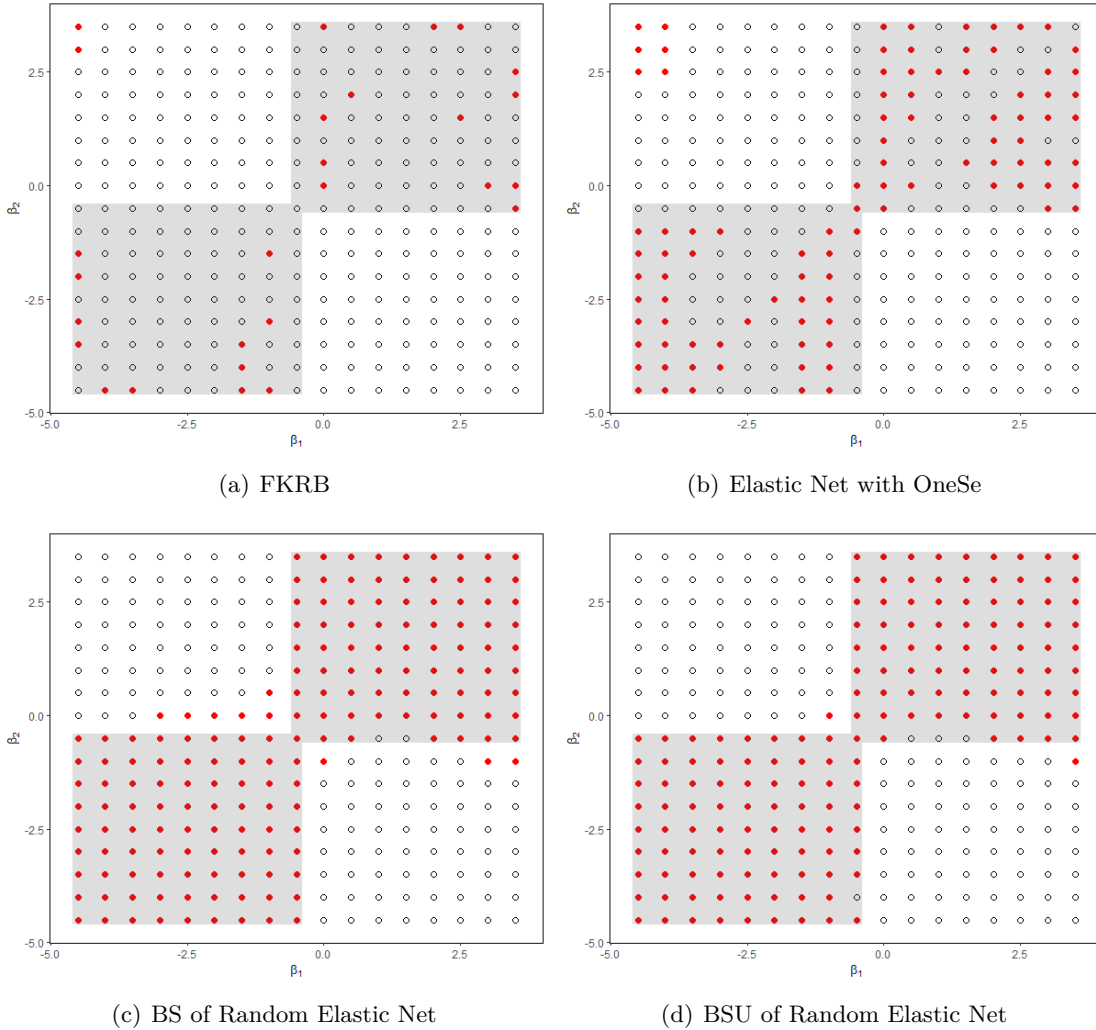 2.5
0.0
-2.5
-5.0
β₂
-5.0 -2.5 0.0 2.5
β₁
2.5
0.0
-2.5
-5.0
β₂
-5.0 -2.5 0.0 2.5
β₁
(a) FKRB
(b) Elastic Net with OneSe
2.5
0.0
-2.5
-5.0
β₂
-5.0 -2.5 0.0 2.5
β₁
2.5
0.0
-2.5
-5.0
β₂
-5.0 -2.5 0.0 2.5
β₁
(c) BS of Random Elastic Net
(d) BSU of Random Elastic Net